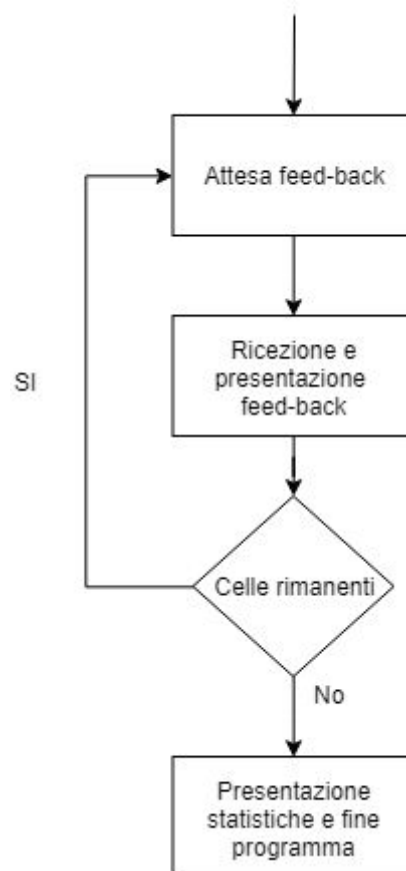 Attesa feed-back
Ricezione e
presentazione
feed-back
SI
Celle rimanenti
No
Presentazione
statistiche e fine
programma